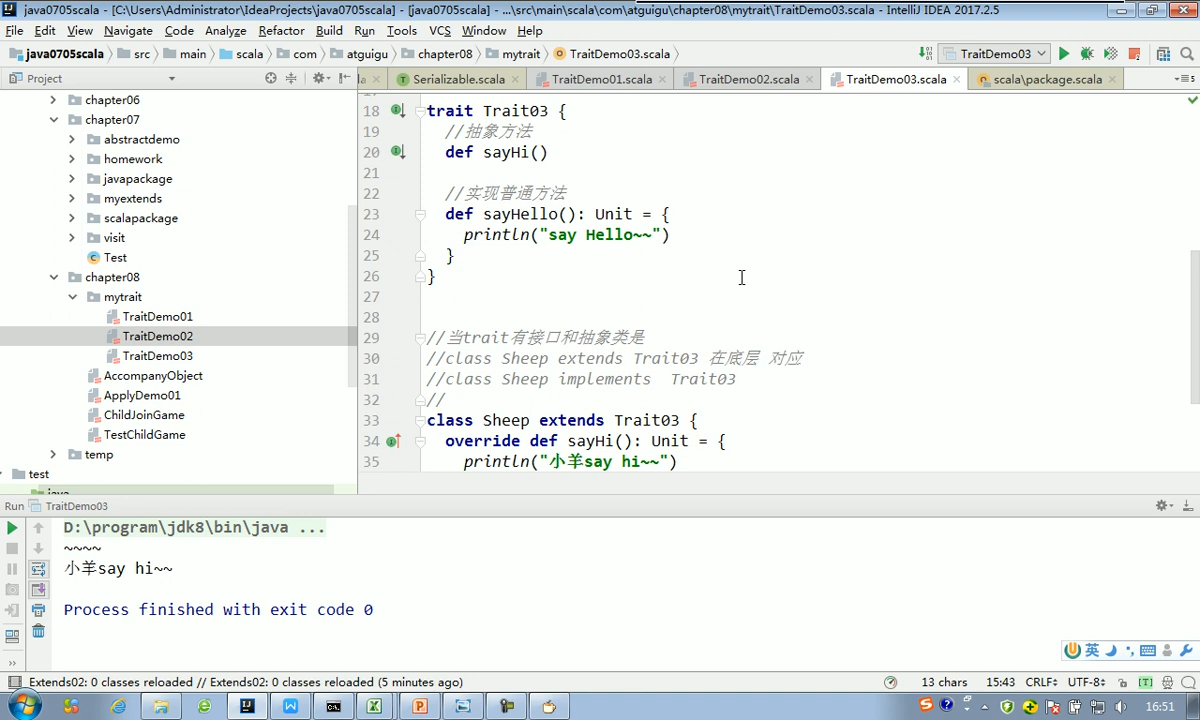 java0705scala - [C:\Users\Administrator\IdeaProjects\java0705scala] - [java0705scala] - ...\src\main\scala\com\atguigu\chapter08\mytrait\TraitDemo03.scala - IntelliJ IDEA 2017.2.5
File Edit View Navigate Code Analyze Refactor Build Run Tools VCS Window Help
java0705scala src main scala com atguigu chapter08 mytrait TraitDemo03.scala TraitDemo03
Project
Serializable.scala TraitDemo01.scala TraitDemo02.scala TraitDemo03.scala scala\package.scala
chapter06
chapter07
abstractdemo
homework
javapackage
myextends
scalapackage
visit
Test
chapter08
mytrait
TraitDemo01
TraitDemo02
TraitDemo03
AccompanyObject
ApplyDemo01
ChildJoinGame
TestChildGame
temp
test
18 trait Trait03 {
19 //抽象方法
20 def sayHi()
21
22 //实现普通方法
23 def sayHello(): Unit = {
24 println("say Hello~~")
25 }
26 }
27
28
29 //当trait有接口和抽象类是
30 //class Sheep extends Trait03 在底层 对应
31 //class Sheep implements  Trait03
32 //
33 class Sheep extends Trait03 {
34 override def sayHi(): Unit = {
35 println("小羊say hi~~")
Run TraitDemo03
D:\program\jdk8\bin\java ...
~~~~
小羊say hi~~
Process finished with exit code 0
英
Extends02: 0 classes reloaded // Extends02: 0 classes reloaded (5 minutes ago) 13 chars 15:43 CRLF÷ UTF-8÷
16:51